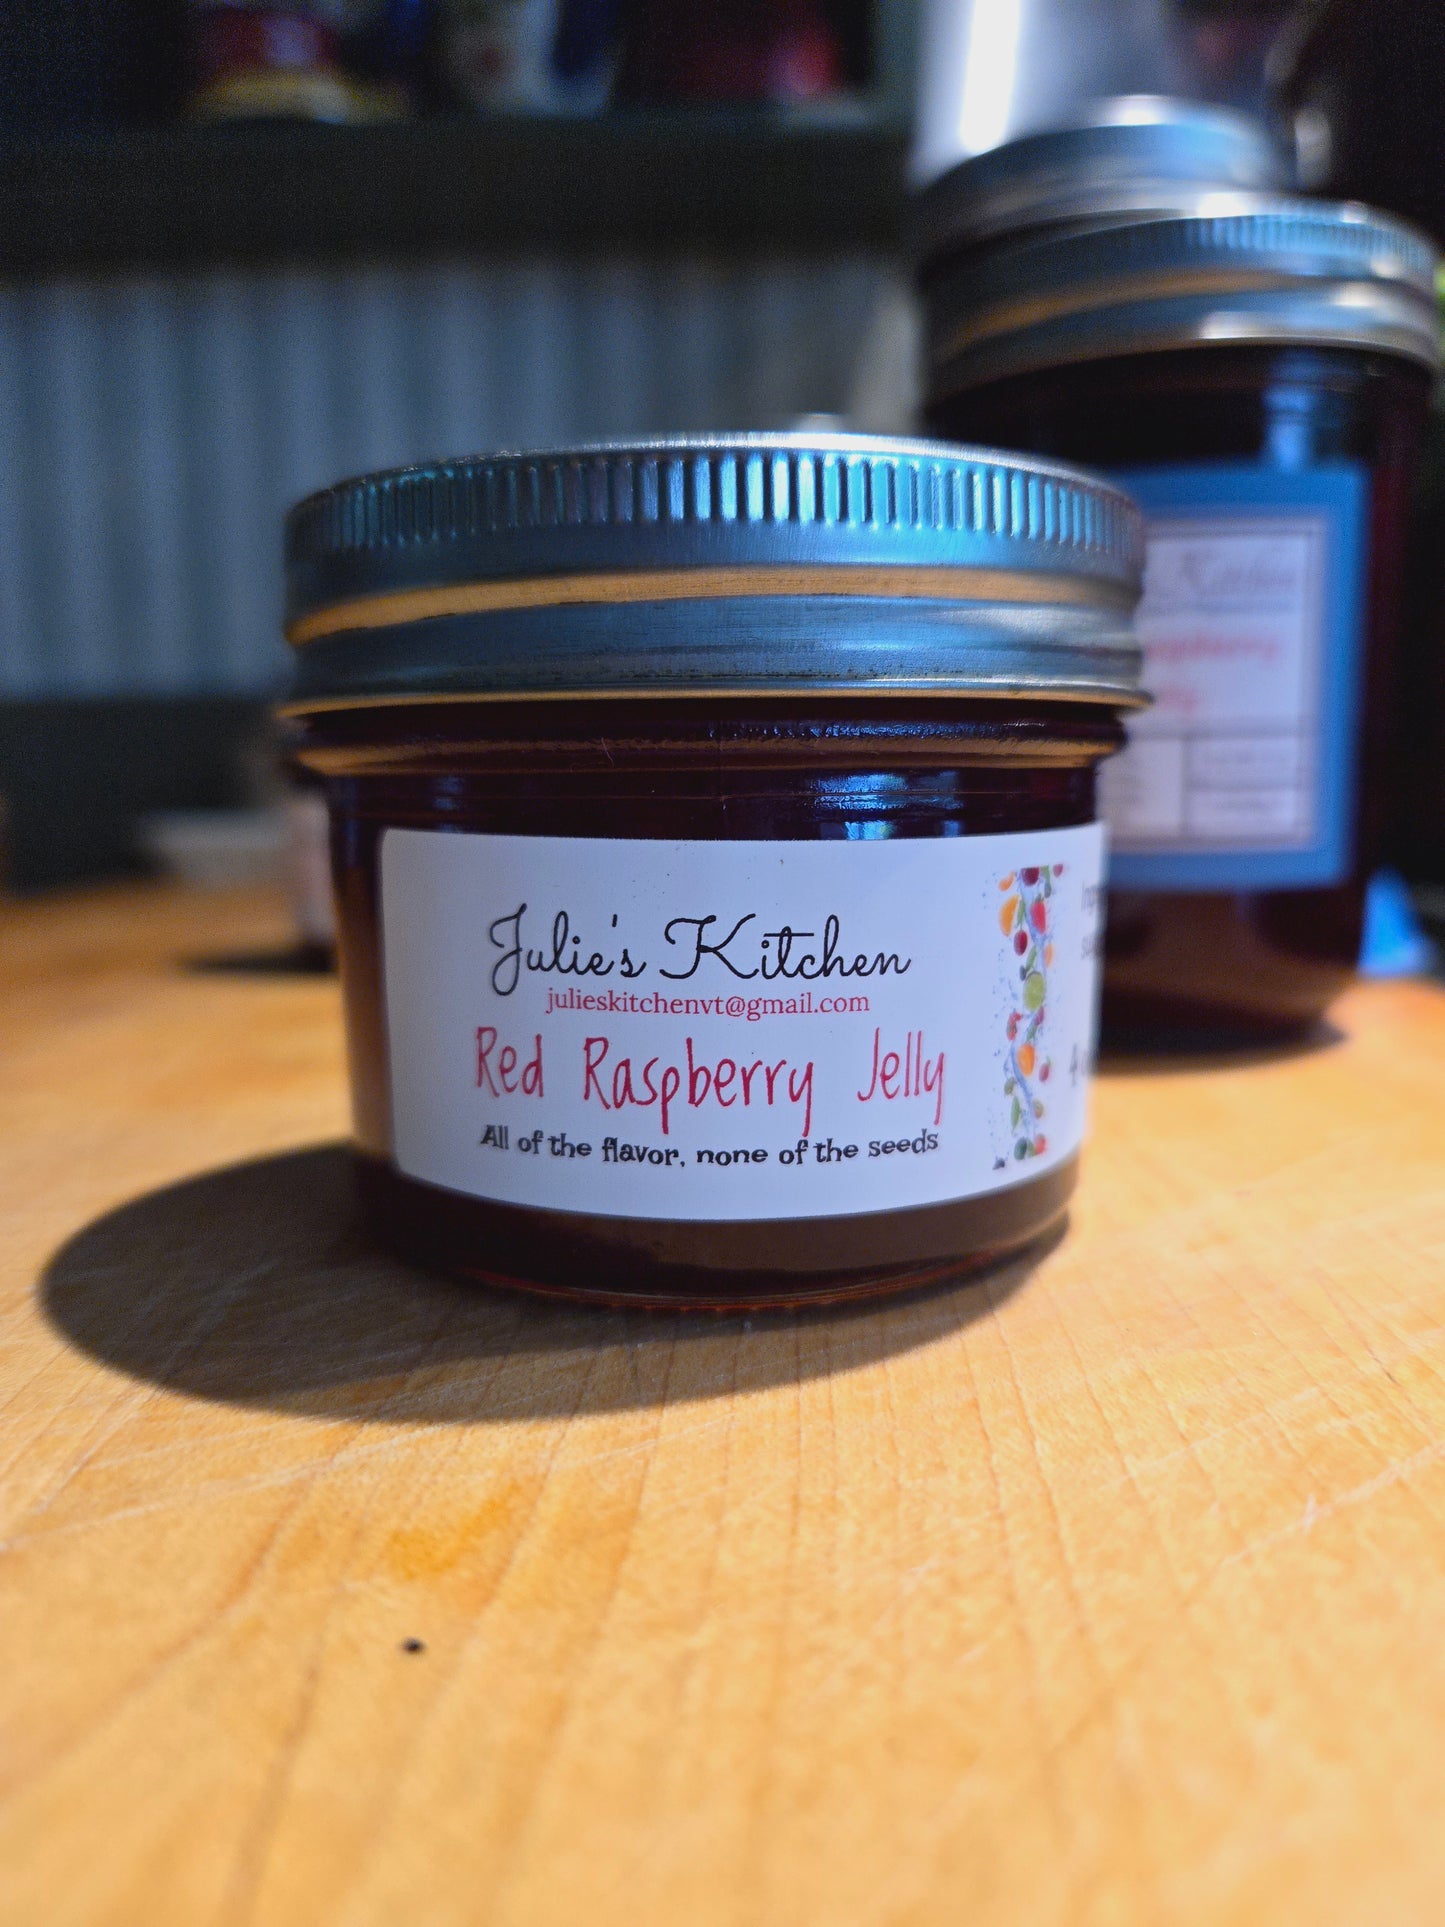 Julie's Kitchen
julieskitchenvt@gmail.com
Red Raspberry Jelly
All of the flavor, none of the seeds